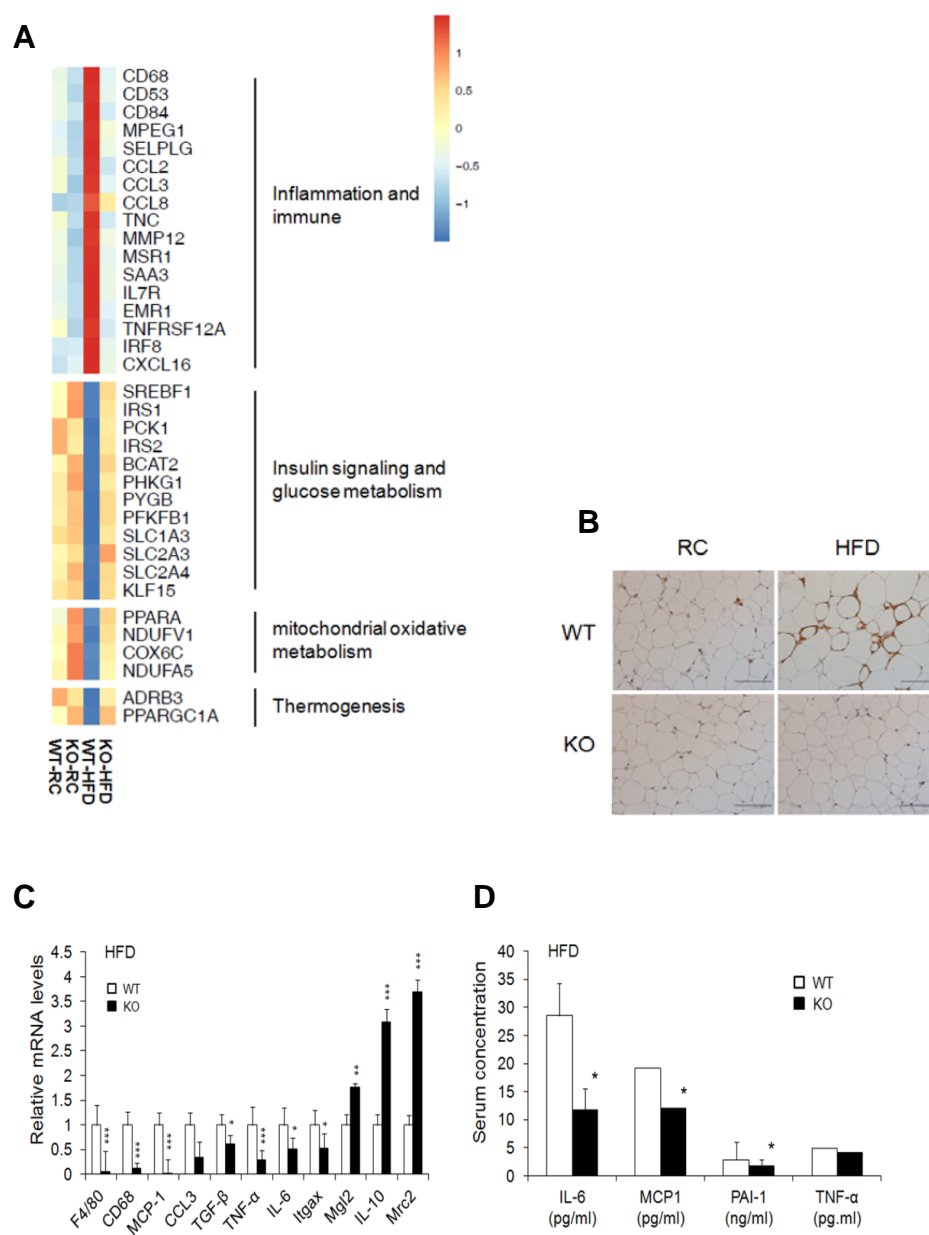 A
1
0.5
0
−0.5
−1
CD68
CD53
CD84
MPEG1
SELPLG
CCL2
CCL3
CCL8
TNC
MMP12
MSR1
SAA3
IL7R
EMR1
TNFRSF12A
IRF8
CXCL16
Inflammation and
immune
SREBF1
IRS1
PCK1
IRS2
BCAT2
PHKG1
PYGB
PFKFB1
SLC1A3
SLC2A3
SLC2A4
KLF15
Insulin signaling and
glucose metabolism
PPARA
NDUFV1
COX6C
NDUFA5
mitochondrial oxidative
metabolism
ADRB3
PPARGC1A
Thermogenesis
WT-RC
KO-RC
WT-HFD
KO-HFD
B
RC HFD
WT
KO
C
HFD
WT
KO
Relative mRNA levels
4.5
4
3.5
3
2.5
2
1.5
1
0.5
0
*** *** *** * *** * * ** *** ***
F4/80 CD68 MCP-1 CCL3 TGF-β TNF-α IL-6 Itgax Mgl2 IL-10 Mrc2
D
HFD
WT
KO
Serum concentration
40
35
30
25
20
15
10
5
0
* * *
IL-6 MCP1 PAI-1 TNF-α
(pg/ml) (pg/ml) (ng/ml) (pg.ml)